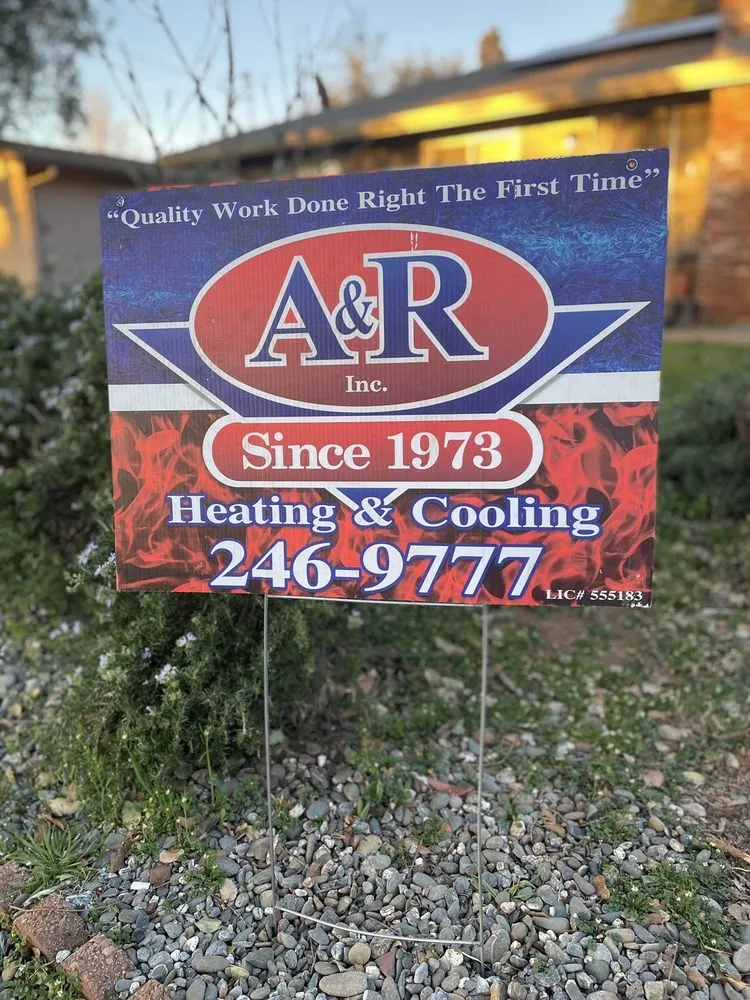 “Quality Work Done Right The First Time”
A&R
Inc.
Since 1973
Heating & Cooling
246-9777
LIC# 555183